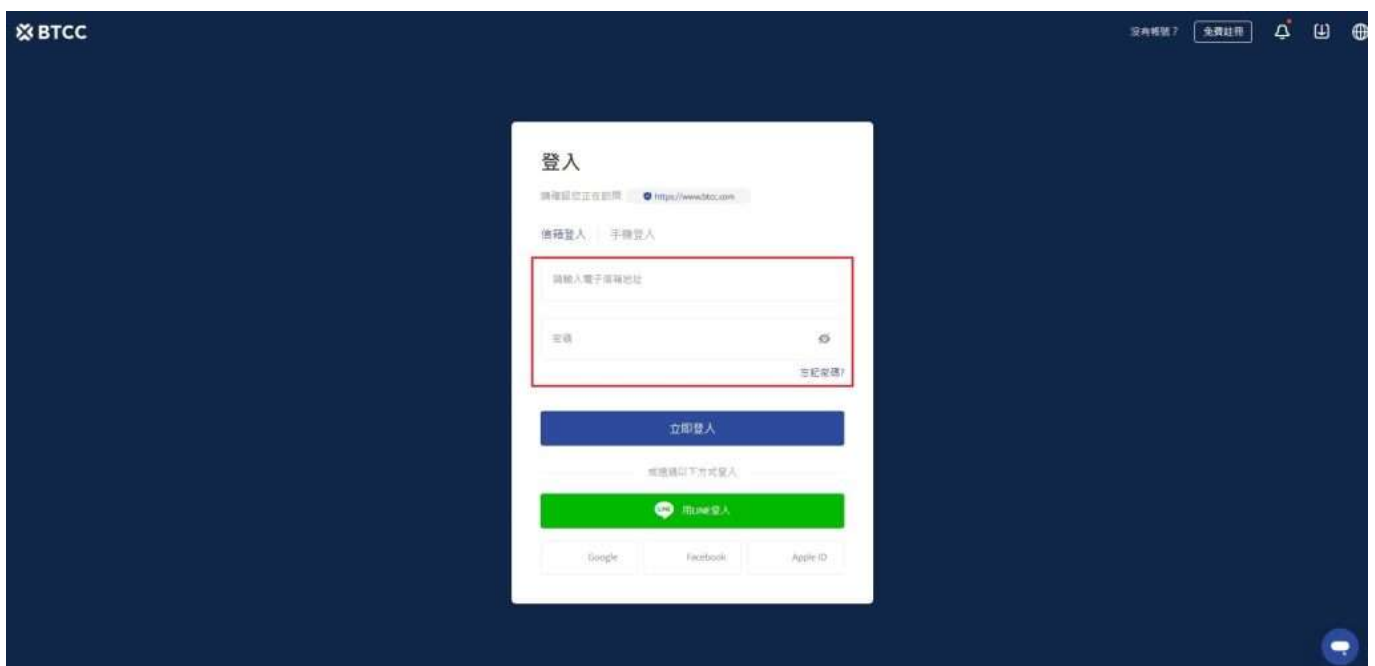 BTCC
沒有帳號？ 免費註冊
登入
請確認您正在訪問 https://www.btcc.com
信箱登入 手機登入
請輸入電子信箱地址
密碼
忘記密碼?
立即登入
或透過以下方式登入
LINE 用LINE登入
Google Facebook Apple ID